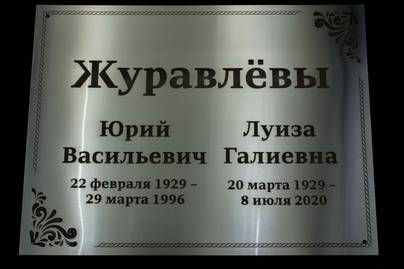 Журавлёвы
Юрий
Васильевич
22 февраля 1929 –
29 марта 1996
Луиза
Галиевна
20 марта 1929 –
8 июля 2020